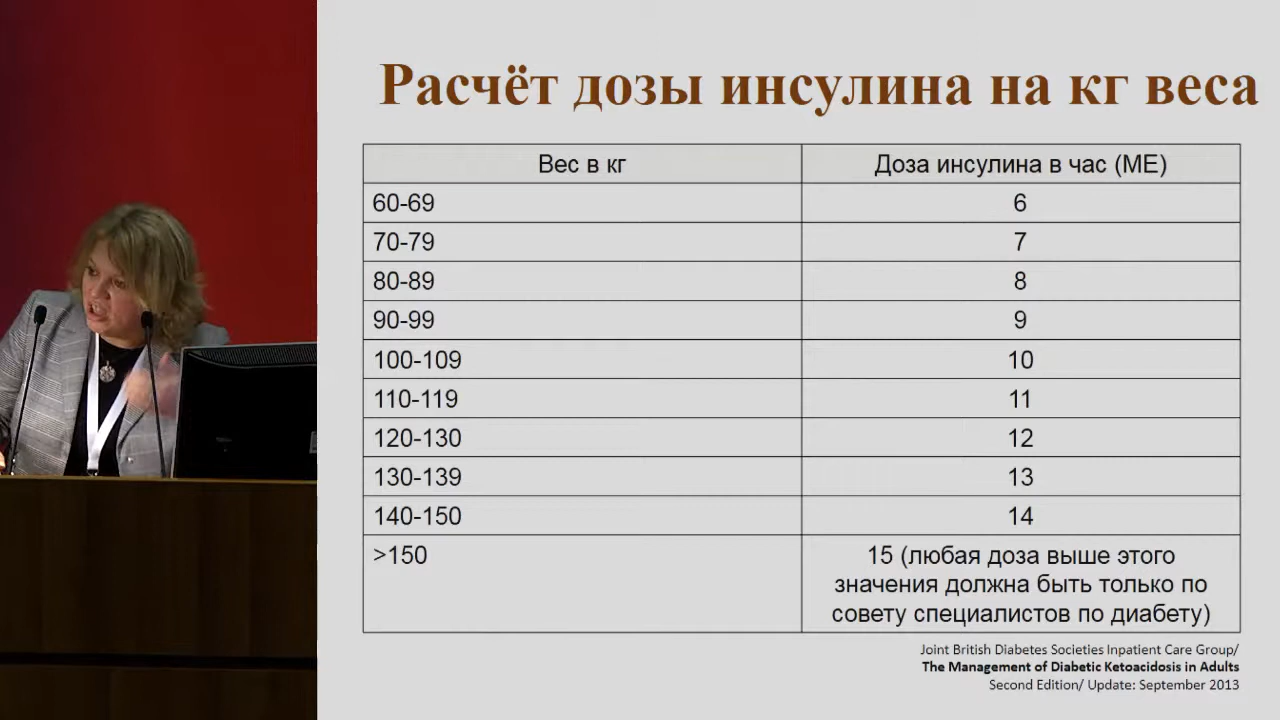 Расчёт дозы инсулина на кг веса
Вес в кг
Доза инсулина в час (МЕ)
60-69
6
70-79
7
80-89
8
90-99
9
100-109
10
110-119
11
120-130
12
130-139
13
140-150
14
>150
15 (любая доза выше этого
значения должна быть только по
совету специалистов по диабету)
Joint British Diabetes Societies Inpatient Care Group/
The Management of Diabetic Ketoacidosis in Adults
Second Edition/ Update: September 2013